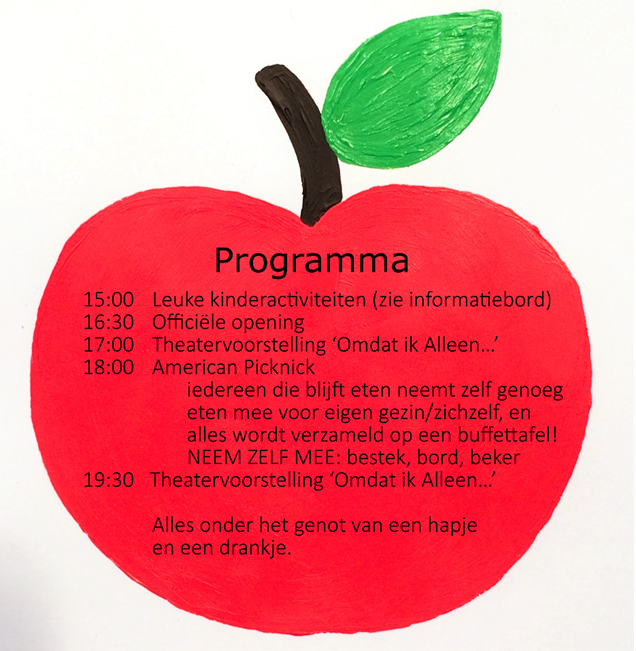 Programma
15:00 Leuke kinderactiviteiten (zie informatiebord)
16:30 Officiële opening
17:00 Theatervoorstelling ‘Omdat ik Alleen...’
18:00 American Picknick
iedereen die blijft eten neemt zelf genoeg
eten mee voor eigen gezin/zichzelf, en
alles wordt verzameld op een buffettafel!
NEEM ZELF MEE: bestek, bord, beker
19:30 Theatervoorstelling ‘Omdat ik Alleen...’
Alles onder het genot van een hapje
en een drankje.